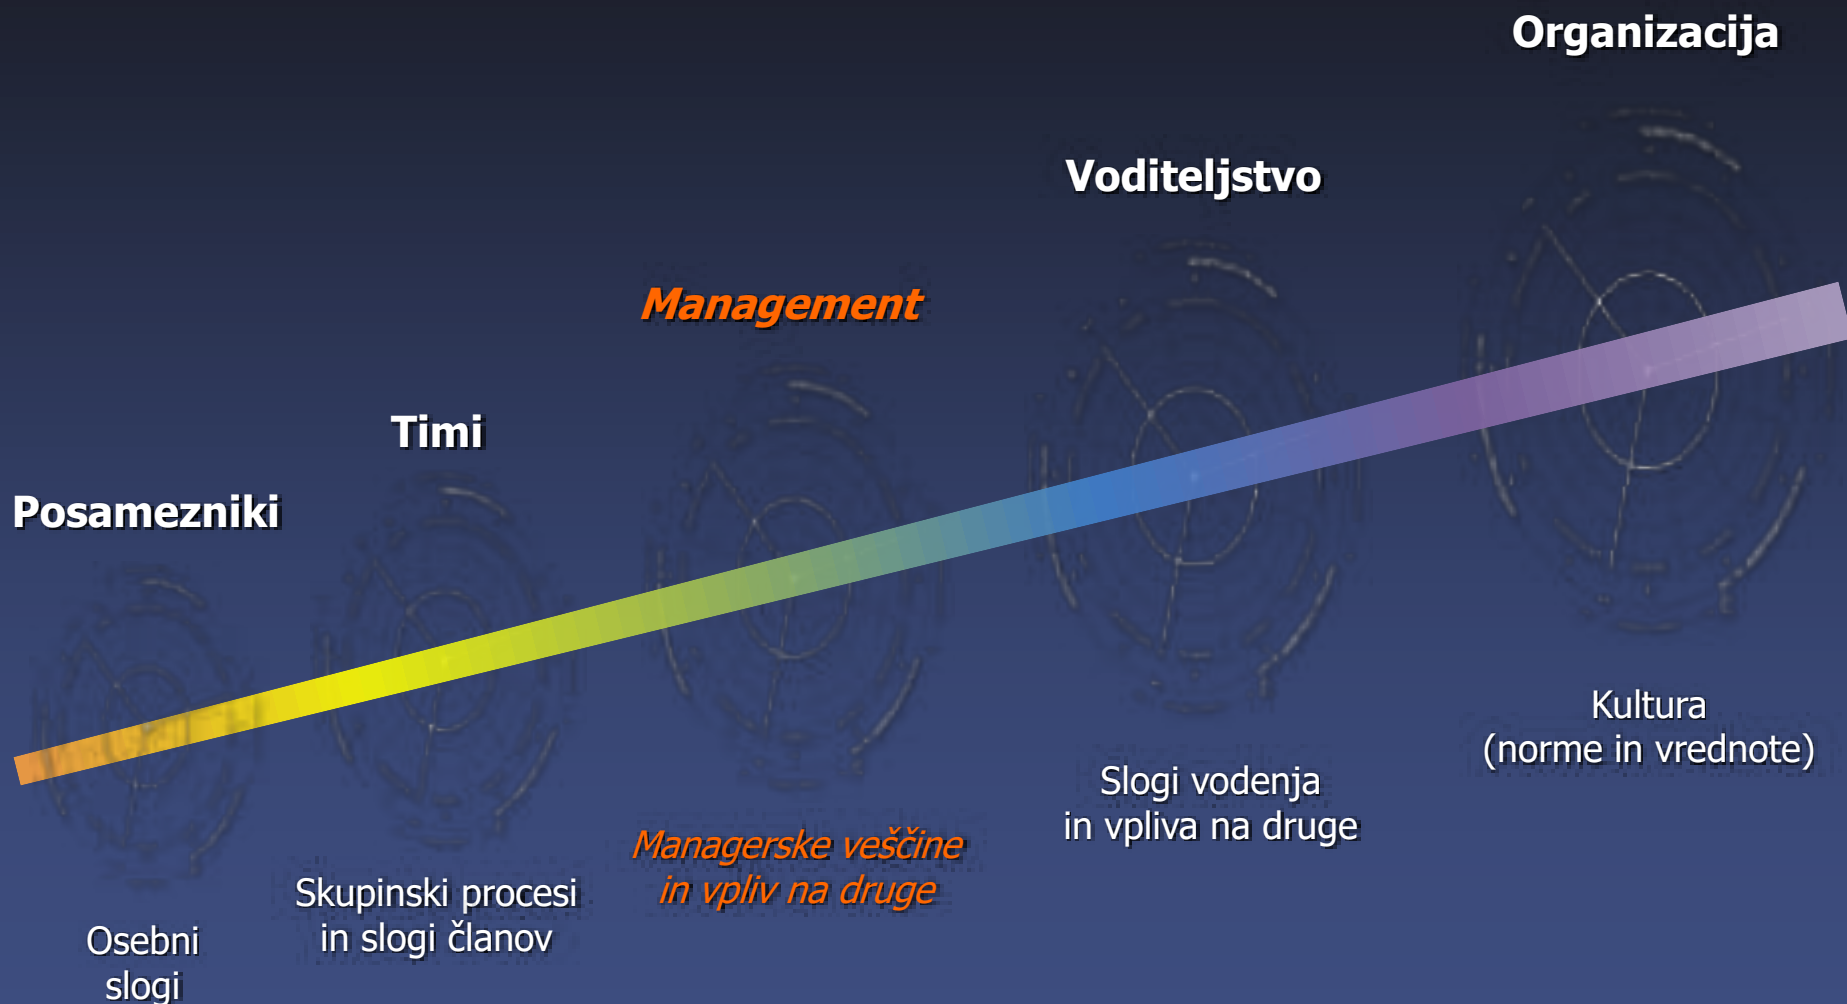 Organizacija
Voditeljstvo
Management
Timi
Posamezniki
Kultura
(norme in vrednote)
Slogi vodenja
in vpliva na druge
Managerske veščine
in vpliv na druge
Skupinski procesi
in slogi članov
Osebni
slogi